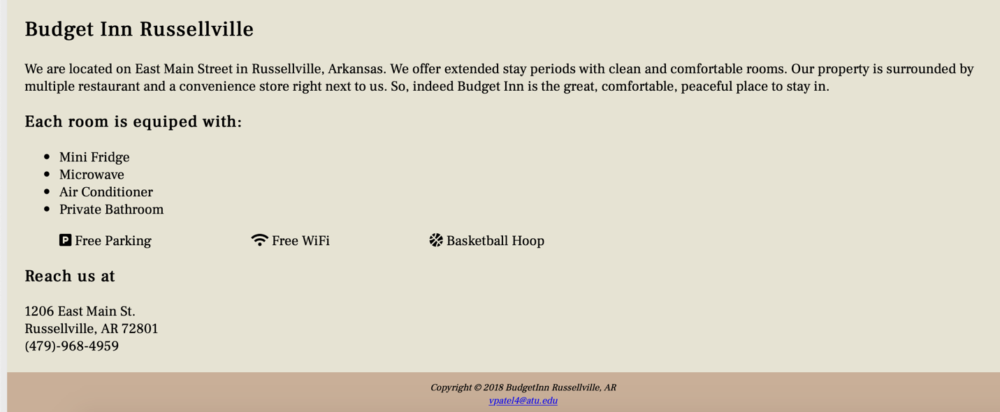 Budget Inn Russellville
We are located on East Main Street in Russellville, Arkansas. We offer extended stay periods with clean and comfortable rooms. Our property is surrounded by
multiple restaurant and a convenience store right next to us. So, indeed Budget Inn is the great, comfortable, peaceful place to stay in.
Each room is equiped with:
Mini Fridge
Microwave
Air Conditioner
Private Bathroom
P Free Parking Free WiFi Basketball Hoop
Reach us at
1206 East Main St.
Russellville, AR 72801
(479)-968-4959
Copyright © 2018 BudgetInn Russellville, AR
vpatel4@atu.edu